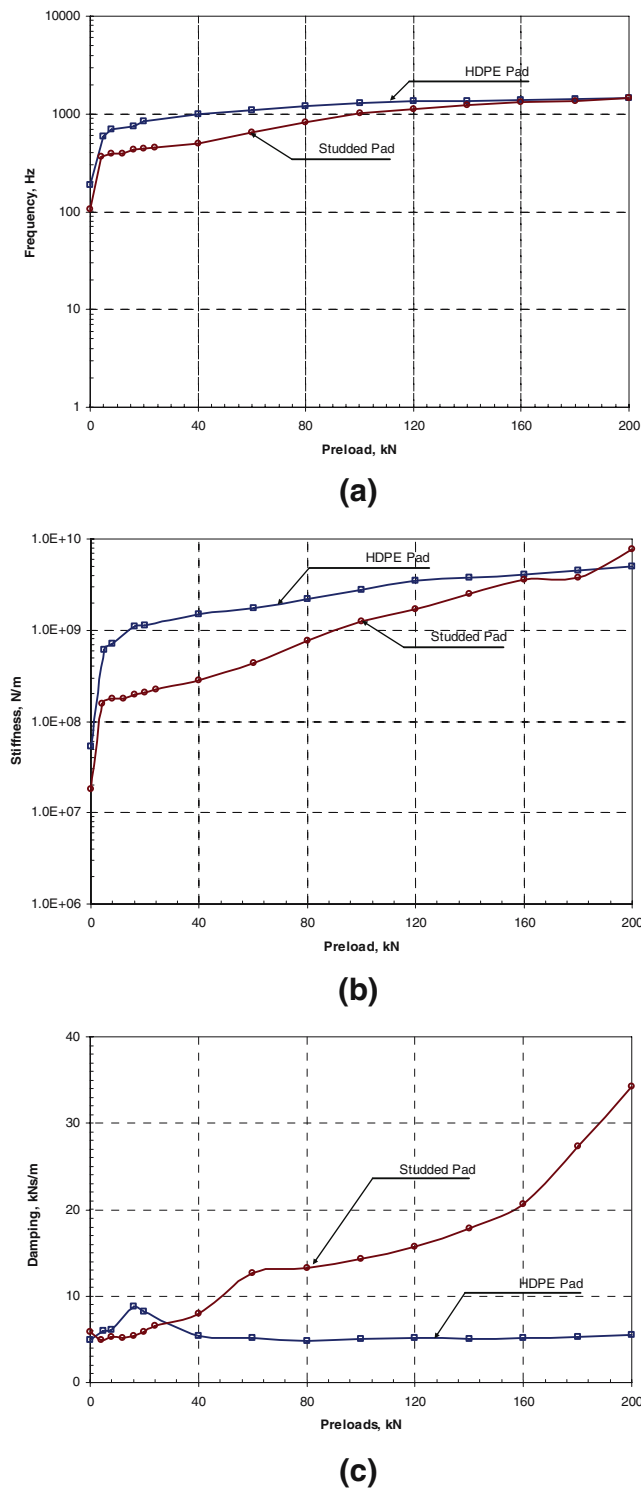 10000
1000
100
10
1
Frequency, Hz
HDPE Pad
Studded Pad
0 40 80 120 160 200
Preload, kN
(a)
1.0E+10
1.0E+09
1.0E+08
1.0E+07
1.0E+06
Stiffness, N/m
HDPE Pad
Studded Pad
0 40 80 120 160 200
Preload, kN
(b)
40
30
20
10
0
Damping, kNs/m
Studded Pad
HDPE Pad
0 40 80 120 160 200
Preloads, kN
(c)